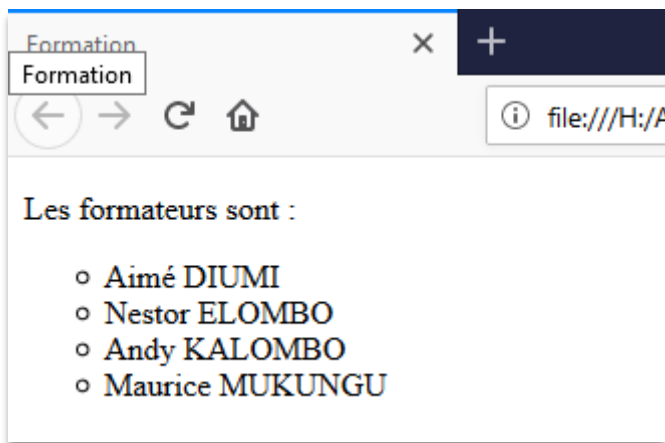 Formation
Formation
file:///H:/
Les formateurs sont :
Aimé DIUMI
Nestor ELOMBO
Andy KALOMBO
Maurice MUKUNGU